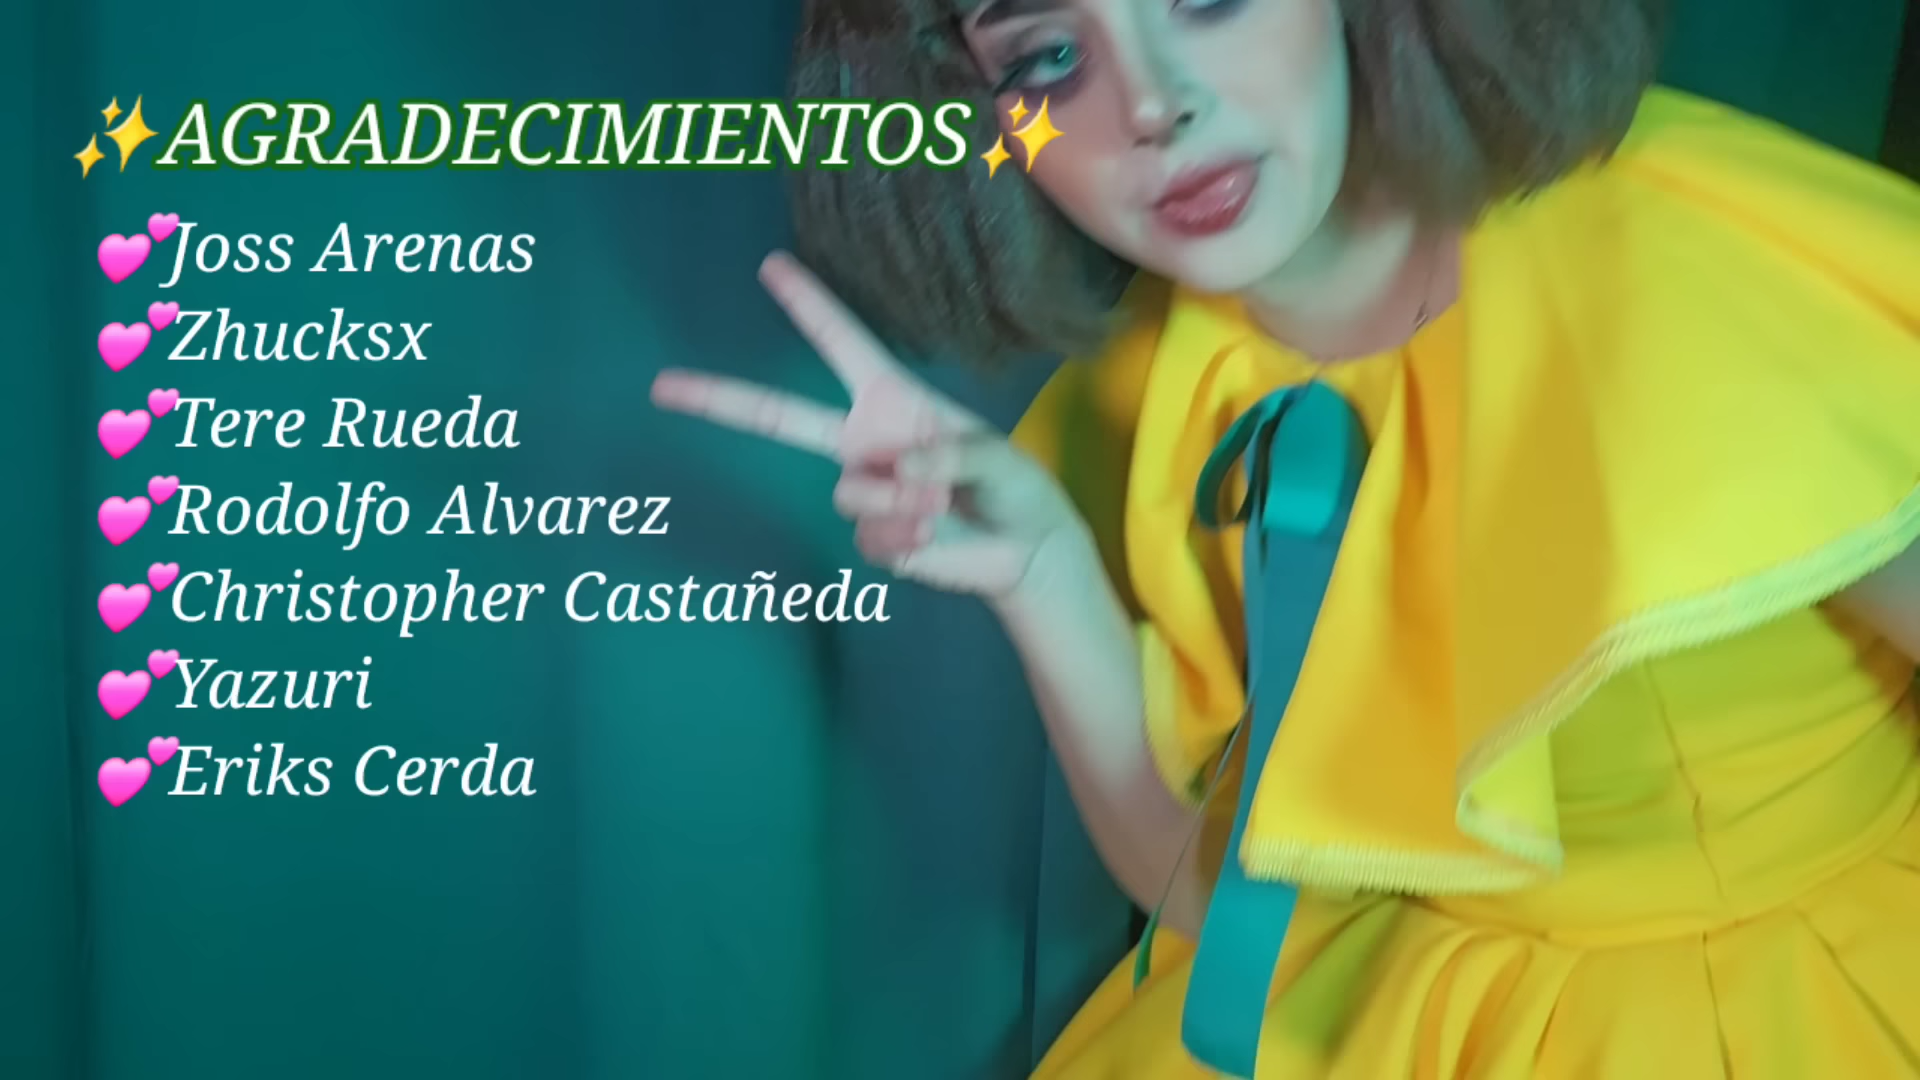 ✨AGRADECIMIENTOS✨
💕Joss Arenas
💕Zhucksx
💕Tere Rueda
💕Rodolfo Alvarez
💕Christopher Castañeda
💕Yazuri
💕Eriks Cerda